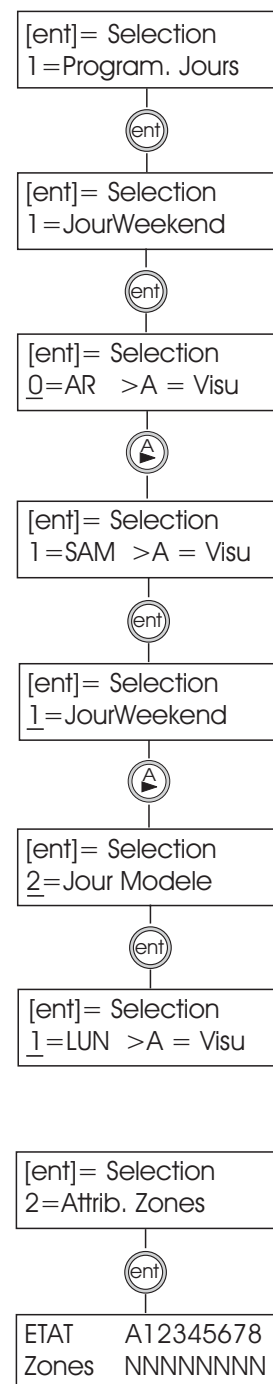 [ent]= Selection
1=Program. Jours
ent
[ent]= Selection
1=JourWeekend
ent
[ent]= Selection
0=AR >A = Visu
A
[ent]= Selection
1=SAM >A = Visu
ent
[ent]= Selection
1=JourWeekend
A
[ent]= Selection
2=Jour Modele
ent
[ent]= Selection
1=LUN >A = Visu
[ent]= Selection
2=Attrib. Zones
ent
ETAT A12345678
Zones NNNNNNNN